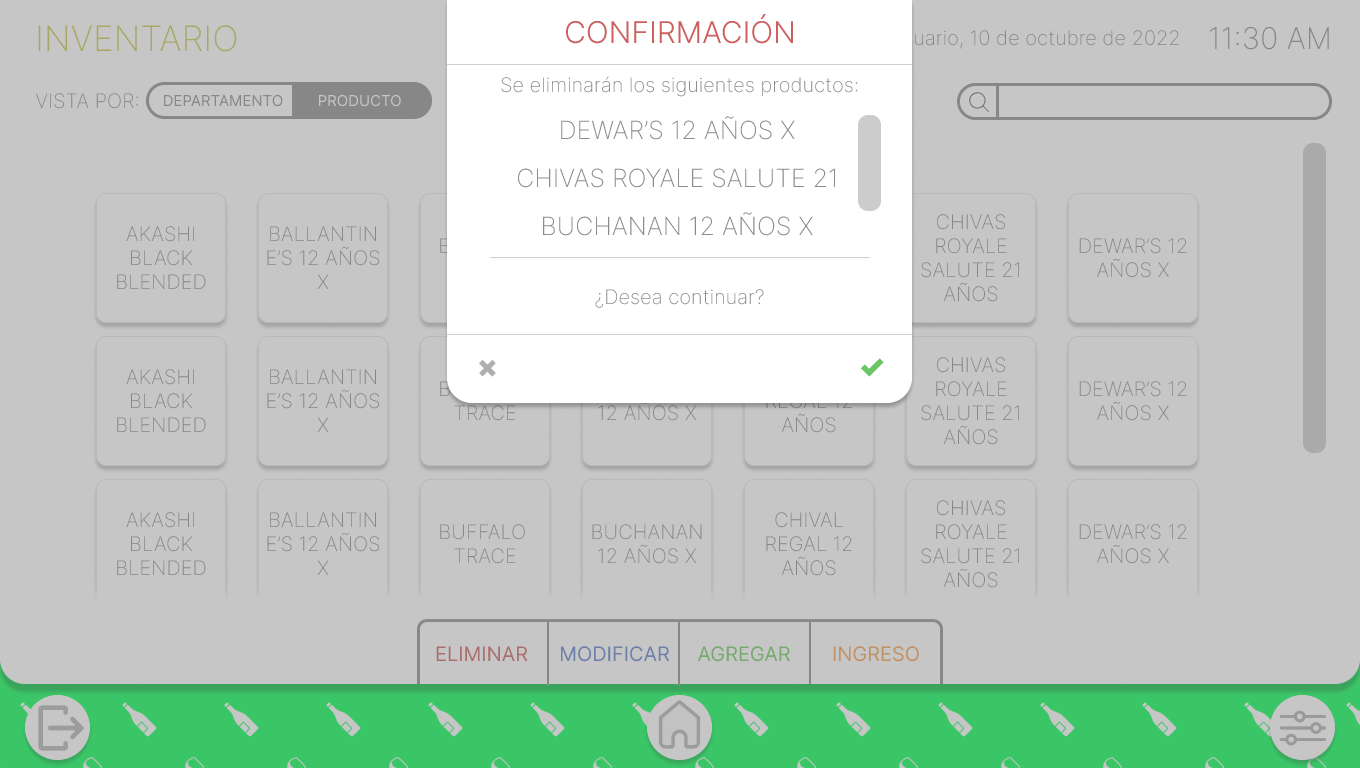 INVENTARIO
CONFIRMACIÓN
10 de octubre de 2022
11:30 AM
VISTA POR:
DEPARTAMENTO
PRODUCTO
Se eliminarán los siguientes productos:
DEWAR'S 12 AÑOS X
CHIVAS ROYALE SALUTE 21
BUCHANAN 12 AÑOS X
¿Desea continuar?
AKASHI
BLACK
BLENDED
BALLANTIN
E'S 12 AÑOS
X
CHIVAS
ROYALE
SALUTE 21
AÑOS
DEWAR'S 12
AÑOS X
AKASHI
BLACK
BLENDED
BALLANTIN
E'S 12 AÑOS
X
TRACE
12 AÑOS X
REGAL 12
AÑOS
CHIVAS
ROYALE
SALUTE 21
AÑOS
DEWAR'S 12
AÑOS X
AKASHI
BLACK
BLENDED
BALLANTIN
E'S 12 AÑOS
X
BUFFALO
TRACE
BUCHANAN
12 AÑOS X
CHIVAL
REGAL 12
AÑOS
CHIVAS
ROYALE
SALUTE 21
AÑOS
DEWAR'S 12
AÑOS X
ELIMINAR
MODIFICAR
AGREGAR
INGRESO